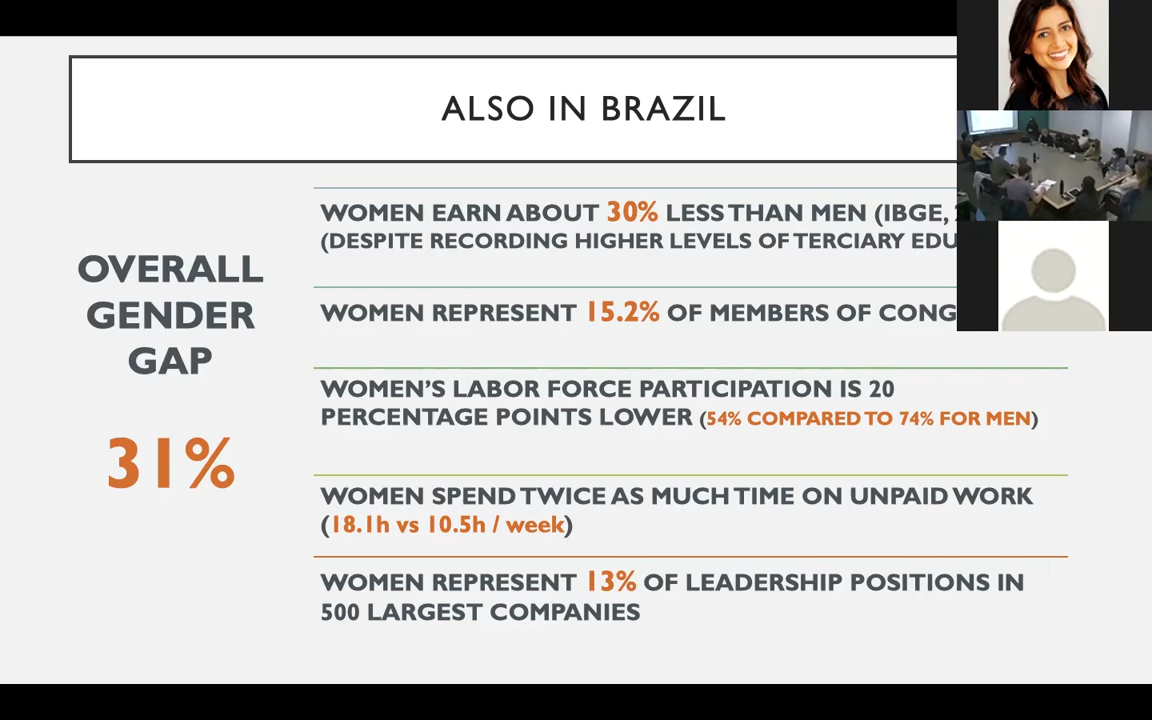 ALSO IN BRAZIL
OVERALL
GENDER
GAP
31%
WOMEN EARN ABOUT 30% LESS THAN MEN (IBGE,
(DESPITE RECORDING HIGHER LEVELS OF TERCIARY
WOMEN REPRESENT 15.2% OF MEMBERS OF
WOMEN'S LABOR FORCE PARTICIPATION IS 20
PERCENTAGE POINTS LOWER (54% COMPARED TO 74% FOR MEN)
WOMEN SPEND TWICE AS MUCH TIME ON UNPAID WORK
(18.1h vs 10.5h / week)
WOMEN REPRESENT 13% OF LEADERSHIP POSITIONS IN
500 LARGEST COMPANIES